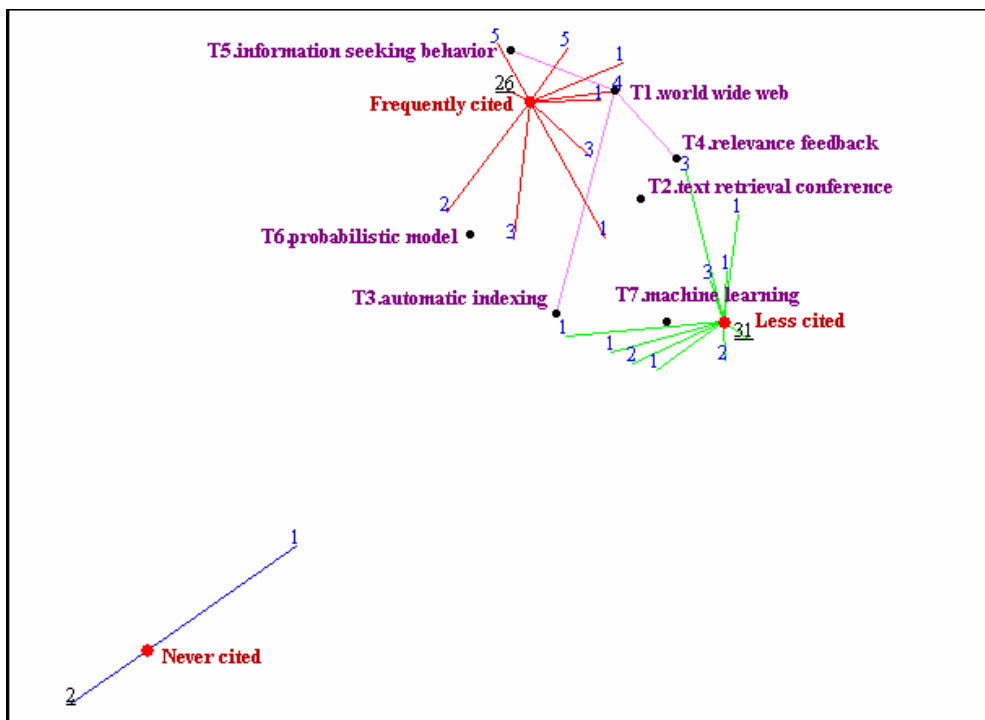 5
5
T5.information seeking behavior
1
26
4
1
T1.world wide web
Frequently cited
3
T4.relevance feedback
3
T2.text retrieval conference
2
1
3
1
T6.probabilistic model
1
3
T3.automatic indexing
T7.machine learning
Less cited
1
31
1
2
1
2
1
Never cited
2